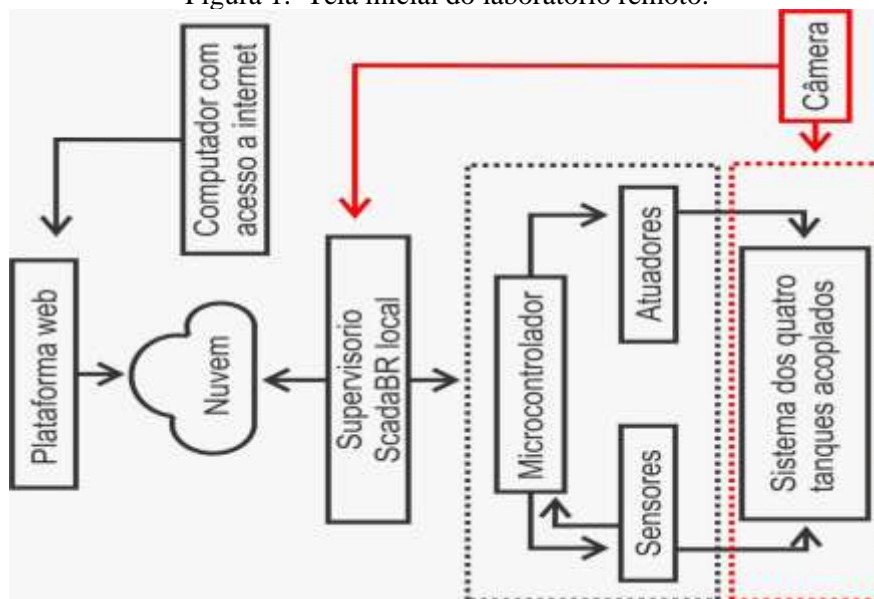 Figura 1. Tela inicial do laboratório remoto.
Plataforma web
Computador com
acesso a internet
Nuvem
Supervisorio
ScadaBR local
Câmera
Microcontrolador
Sensores
Atuadores
Sistema dos quatro
tanques acoplados